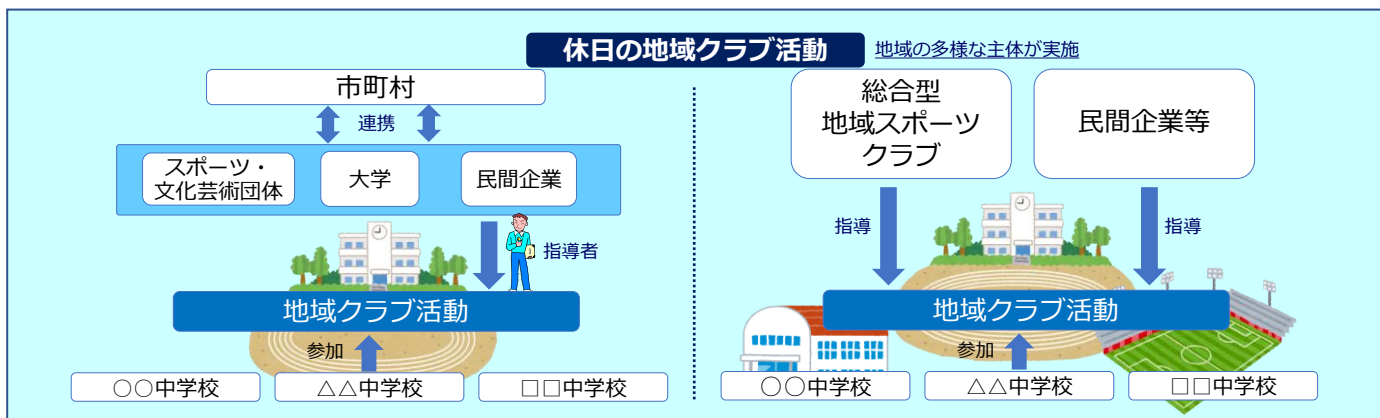 休日の地域クラブ活動
地域の多様な主体が実施
市町村
連携
スポーツ・
文化芸術団体
大学
民間企業
指導者
地域クラブ活動
参加
○○中学校
△△中学校
□□中学校
総合型
地域スポーツ
クラブ
民間企業等
指導
指導
地域クラブ活動
参加
〇〇中学校
△△中学校
□□中学校